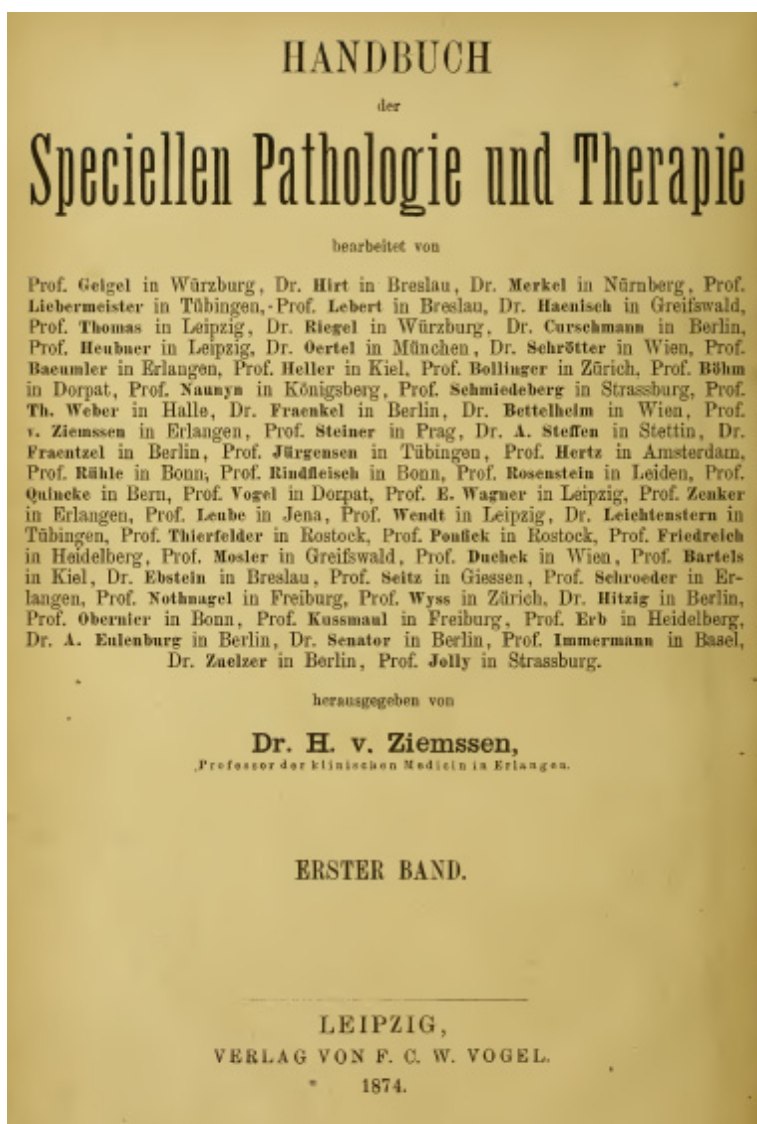 HANDBUCH
der
Speciellen Pathologie und Therapie
bearbeitet von
Prof. Geigel in Würzburg, Dr. Hirt in Breslau, Dr. Merkel in Nürnberg, Prof.
Liebermeister in Tübingen, Prof. Lebert in Breslau, Dr. Haenisch in Greifswald,
Prof. Thomas in Leipzig, Dr. Riegel in Würzburg, Dr. Curschmann in Berlin,
Prof. Heubner in Leipzig, Dr. Oertel in München, Dr. Schrötter in Wien, Prof.
Baeumler in Erlangen, Prof. Heller in Kiel, Prof. Bollinger in Zürich, Prof. Böhm
in Dorpat, Prof. Naunyn in Königsberg, Prof. Schmiedeberg in Strassburg, Prof.
Th. Weber in Halle, Dr. Fraenkel in Berlin, Dr. Bettelheim in Wien, Prof.
v. Ziemssen in Erlangen, Prof. Steiner in Prag, Dr. A. Steffen in Stettin, Dr.
Fraentzel in Berlin, Prof. Jürgensen in Tübingen, Prof. Hertz in Amsterdam,
Prof. Rühle in Bonn, Prof. Rindfleisch in Bonn, Prof. Rosenstein in Leiden, Prof.
Quincke in Bern, Prof. Vogel in Dorpat, Prof. E. Wagner in Leipzig, Prof. Zenker
in Erlangen, Prof. Leube in Jena, Prof. Wendt in Leipzig, Dr. Leichtenstern in
Tübingen, Prof. Thierfelder in Rostock, Prof. Ponfick in Rostock, Prof. Friedreich
in Heidelberg, Prof. Mosler in Greifswald, Prof. Duchek in Wien, Prof. Bartels
in Kiel, Dr. Ebstein in Breslau, Prof. Seitz in Giessen, Prof. Schroeder in Er-
langen, Prof. Nothnagel in Freiburg, Prof. Wyss in Zürich, Dr. Hitzig in Berlin,
Prof. Obernier in Bonn, Prof. Kussmaul in Freiburg, Prof. Erb in Heidelberg,
Dr. A. Eulenburg in Berlin, Dr. Senator in Berlin, Prof. Immermann in Basel,
Dr. Zuelzer in Berlin, Prof. Jolly in Strassburg.
herausgegeben von
Dr. H. v. Ziemssen,
Professor der klinischen Medicin in Erlangen.
ERSTER BAND.
LEIPZIG,
VERLAG VON F. C. W. VOGEL.
1874.